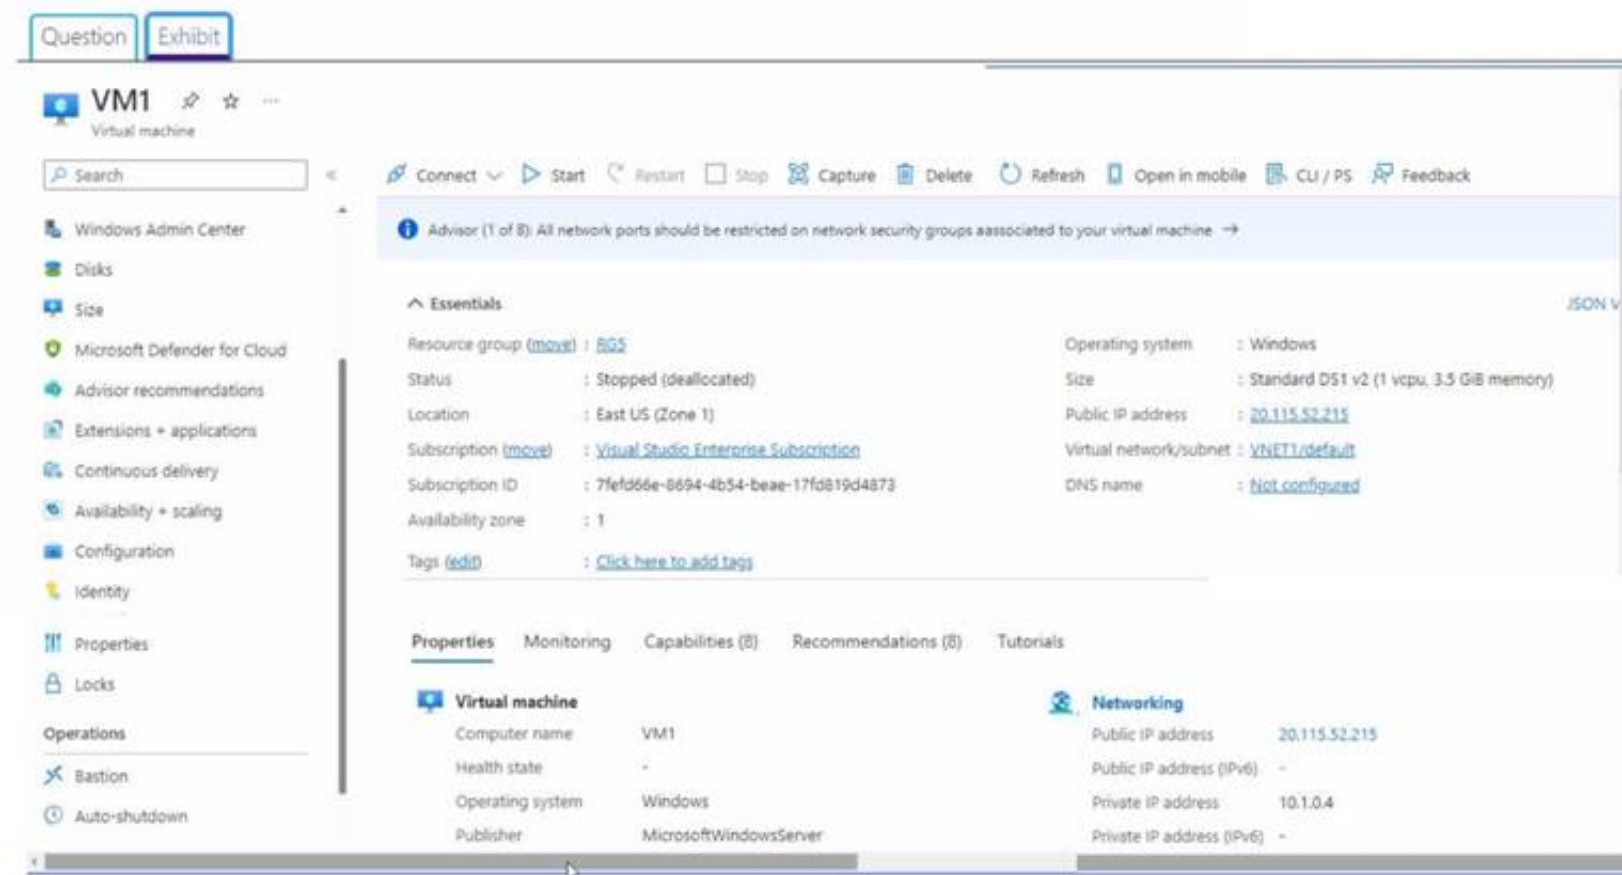 Question Exhibit
VM1
Virtual machine
Search
Connect Start Restart Stop Capture Delete Refresh Open in mobile CLI / PS Feedback
Advisor (1 of 8): All network ports should be restricted on network security groups aassociated to your virtual machine →
Windows Admin Center
Disks
Size
Microsoft Defender for Cloud
Advisor recommendations
Extensions + applications
Continuous delivery
Availability + scaling
Configuration
Identity
Properties
Locks
Operations
Bastion
Auto-shutdown
Essentials
JSON V
Resource group (move) : RG5
Status : Stopped (deallocated)
Location : East US (Zone 1)
Subscription (move) : Visual Studio Enterprise Subscription
Subscription ID : 7fefd66e-8694-4b54-beae-17fd819d4873
Availability zone : 1
Tags (edit) : Click here to add tags
Operating system : Windows
Size : Standard DS1 v2 (1 vcpu, 3.5 GiB memory)
Public IP address : 20.115.52.215
Virtual network/subnet : VNET1/default
DNS name : Not configured
Properties Monitoring Capabilities (8) Recommendations (8) Tutorials
Virtual machine
Computer name VM1
Health state -
Operating system Windows
Publisher MicrosoftWindowsServer
Networking
Public IP address 20.115.52.215
Public IP address (IPv6) -
Private IP address 10.1.0.4
Private IP address (IPv6) -